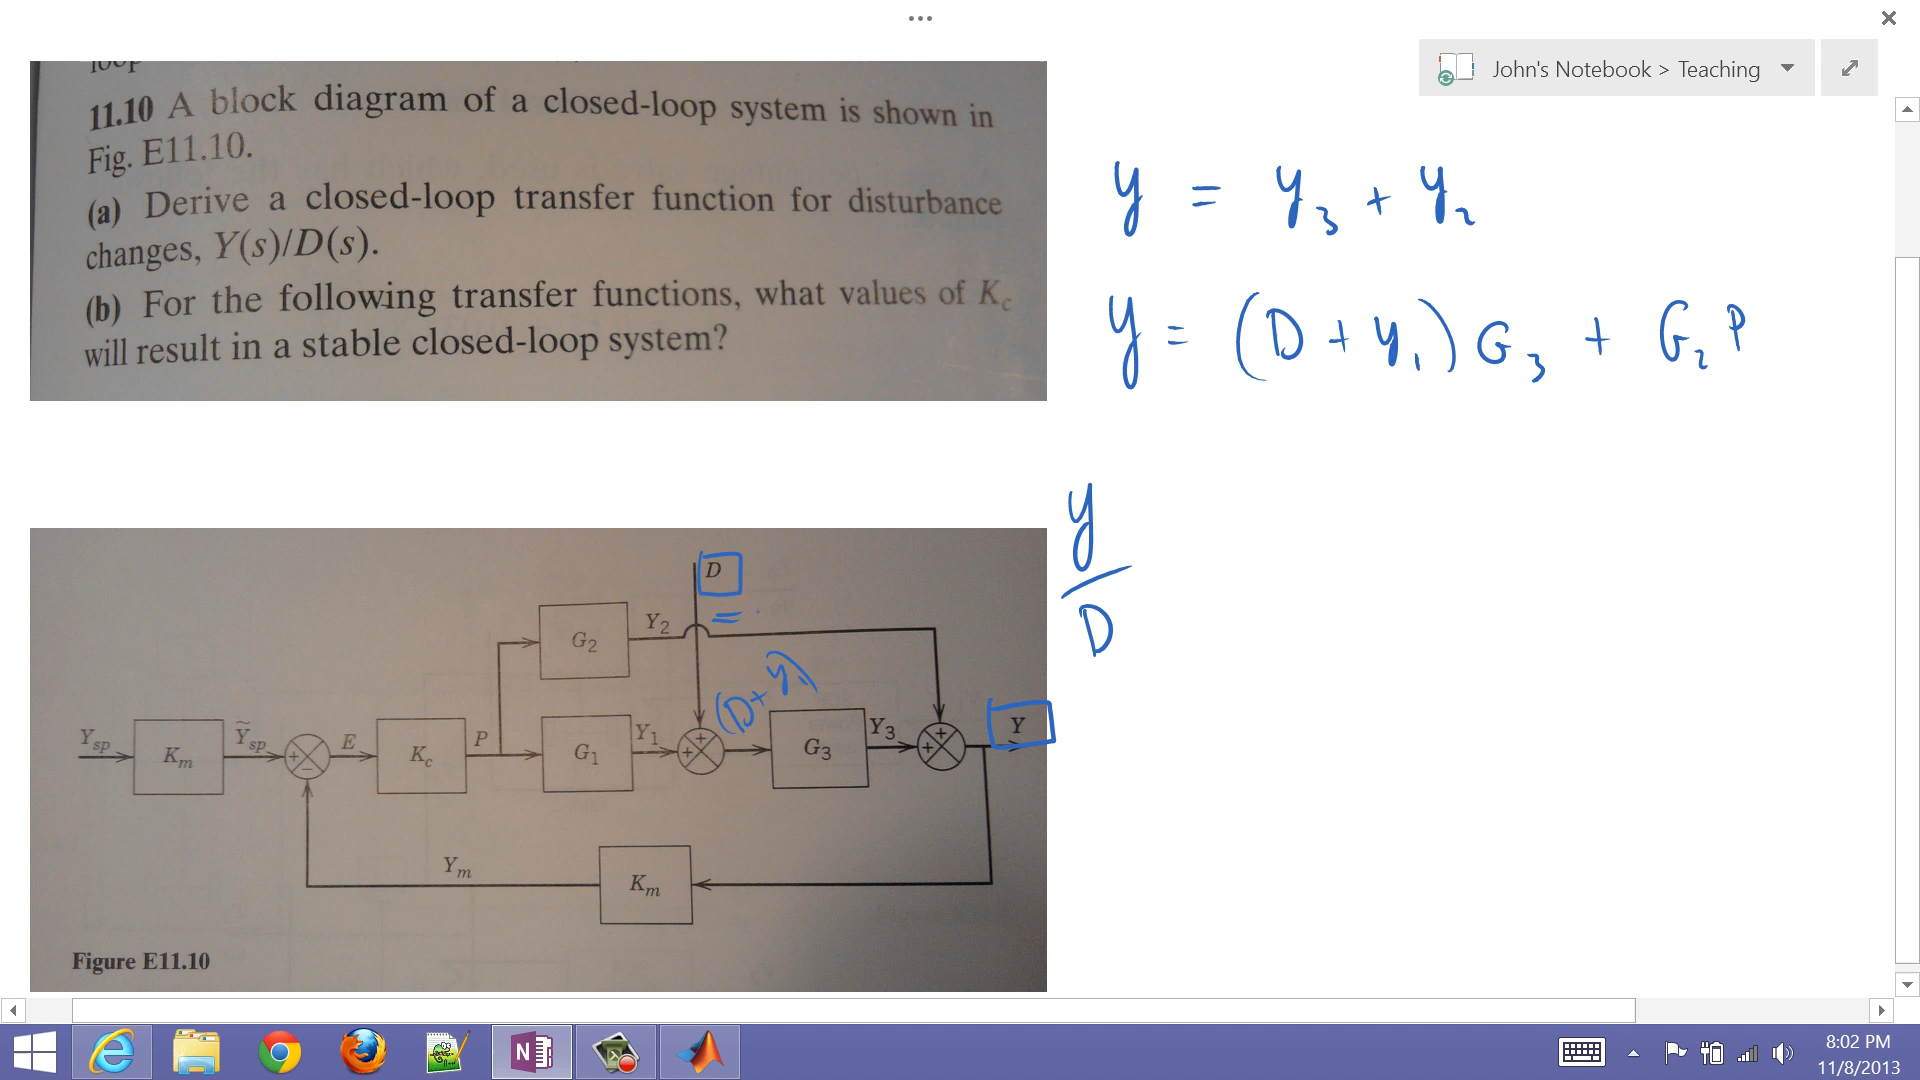 John's Notebook > Teaching
loop
11.10 A block diagram of a closed-loop system is shown in
Fig. E11.10.
(a) Derive a closed-loop transfer function for disturbance
changes, Y(s)/D(s).
(b) For the following transfer functions, what values of Kc
will result in a stable closed-loop system?
y = y3 + y2
y = (D + y1) G3 + G2 P
y
D
D
=
Y2
G2
(D + y1)
Ysp
Km
Ỹsp
+
−
E
Kc
P
G1
Y1
+
+
G3
Y3
+
+
Y
Ym
Km
Figure E11.10
N
8:02 PM
11/8/2013